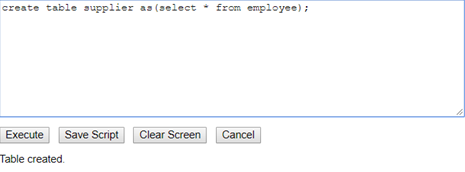 create table supplier as(select * from employee);
Execute Save Script Clear Screen Cancel
Table created.